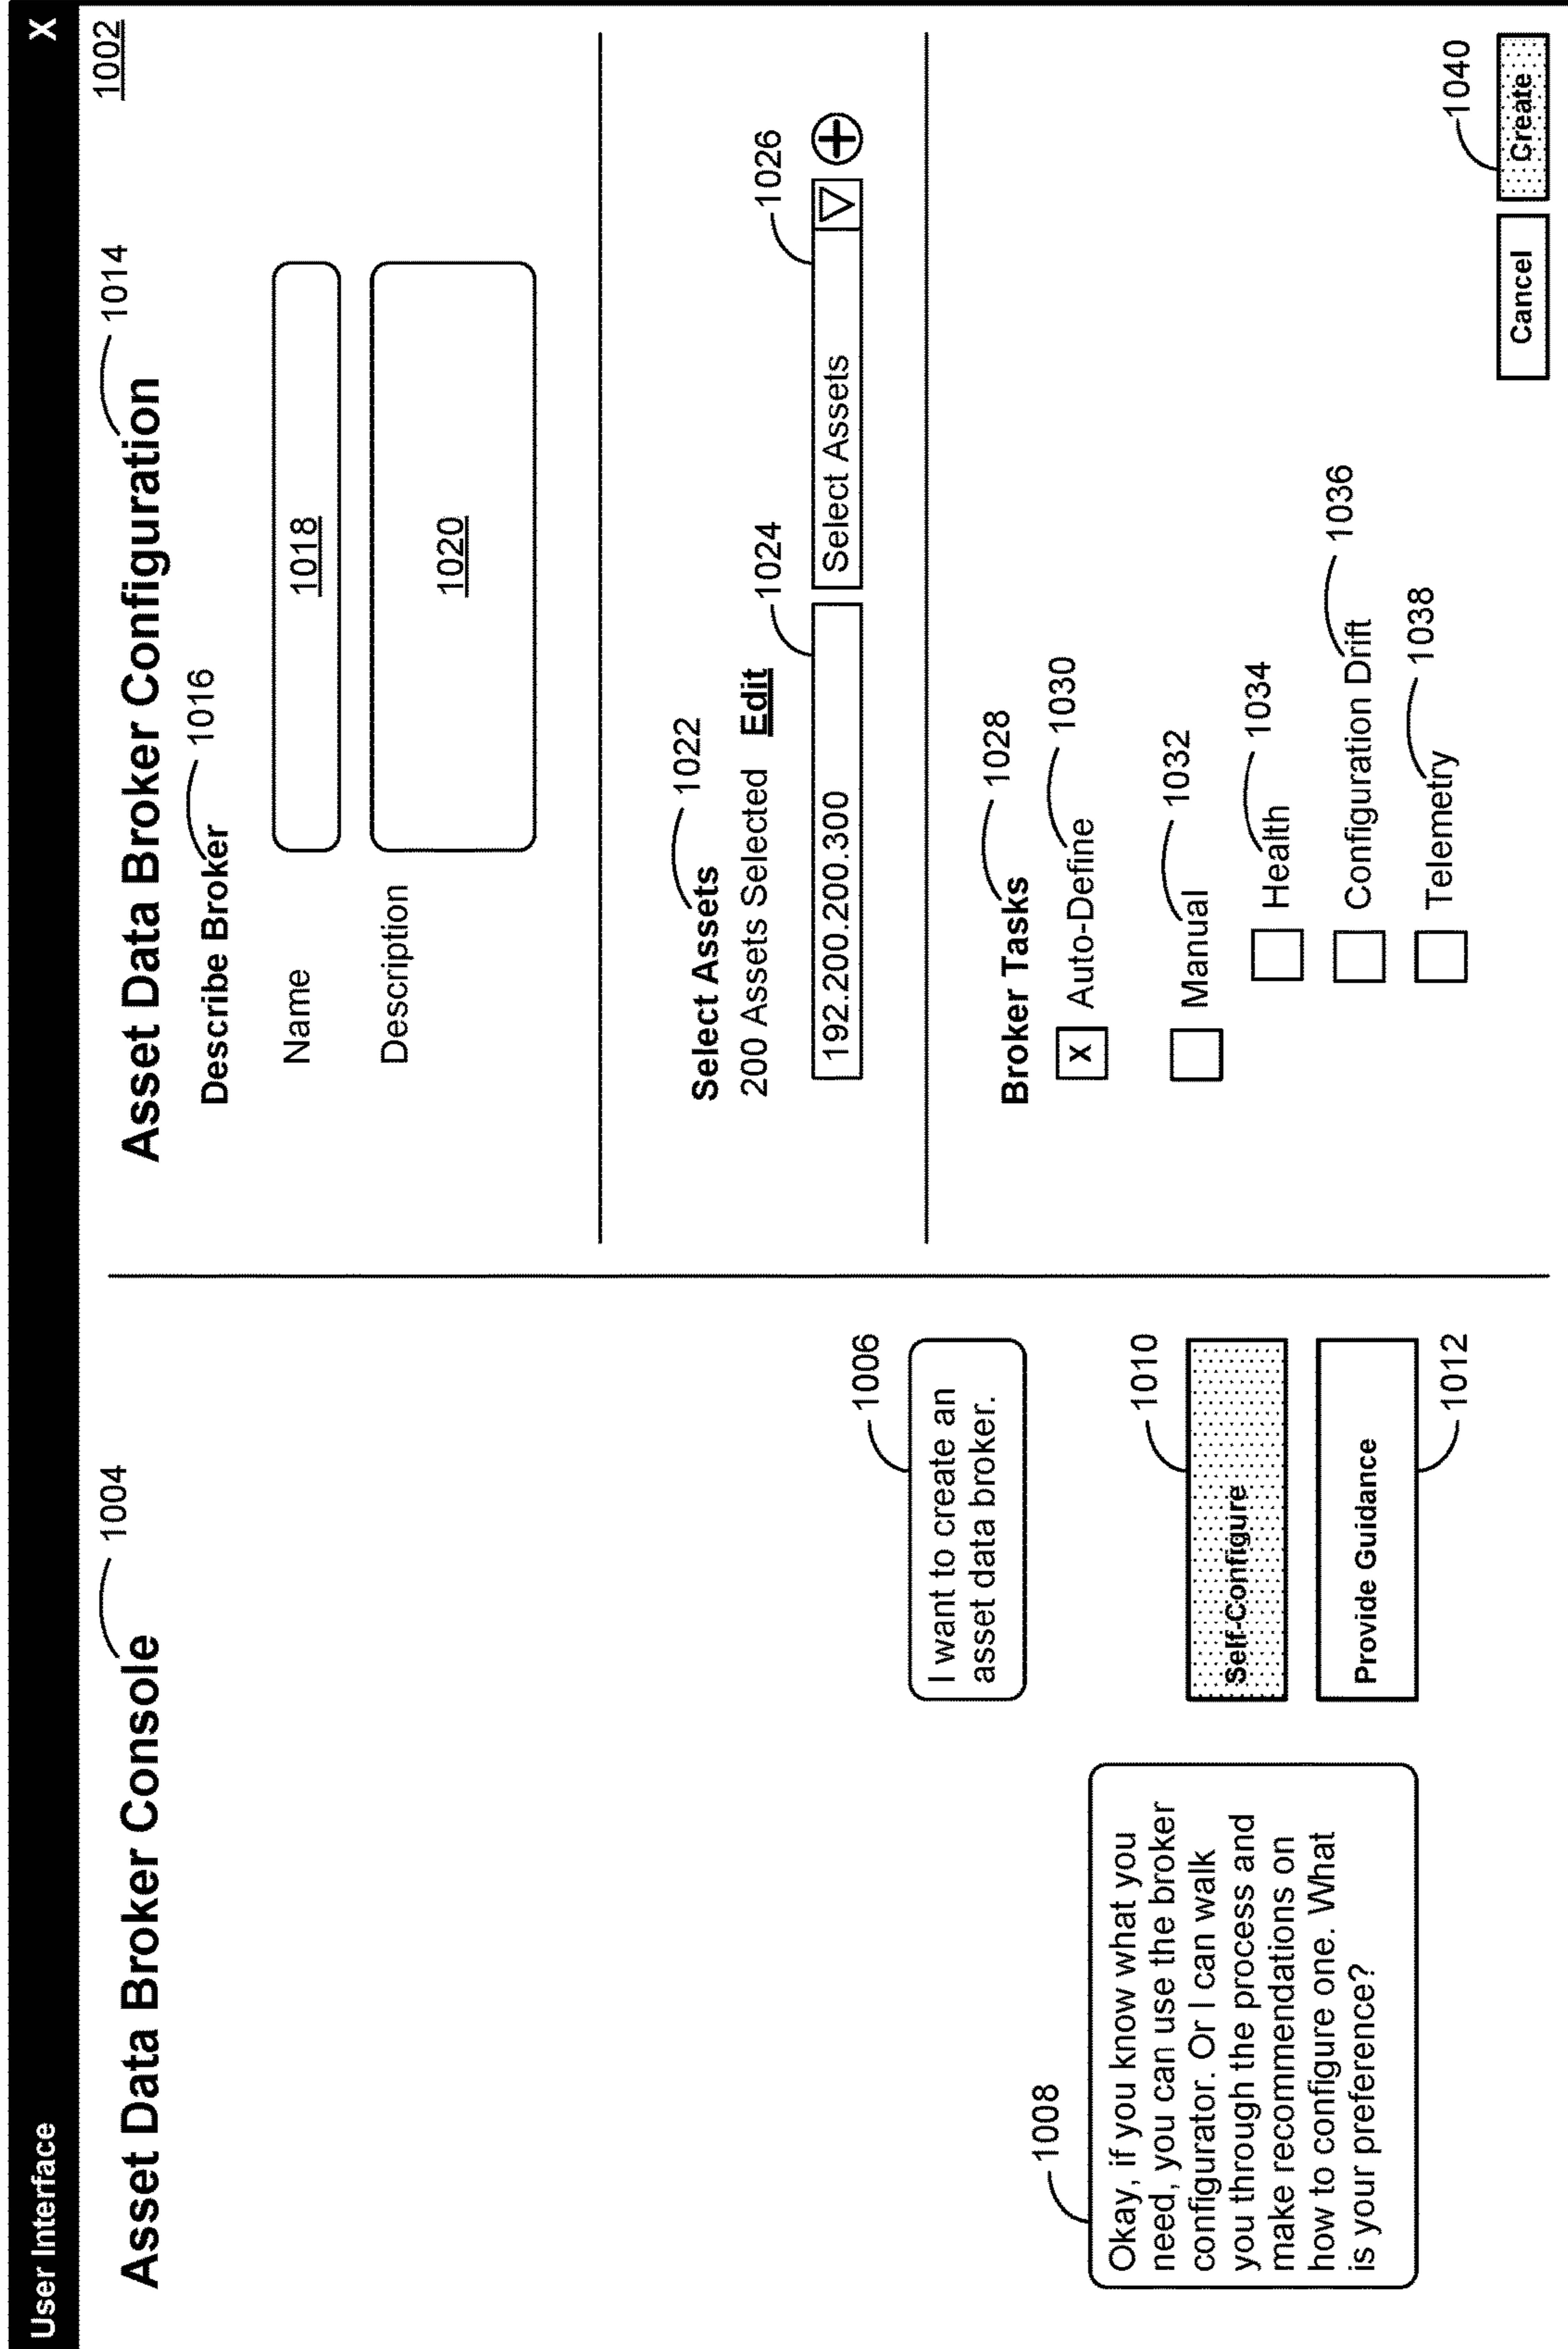 User Interface
X
1002
Asset Data Broker Console
1004
1006
I want to create an
asset data broker.
1008
Okay, if you know what you
need, you can use the broker
configurator. Or I can walk
you through the process and
make recommendations on
how to configure one. What
is your preference?
1010
Self-Configure
Provide Guidance
1012
Asset Data Broker Configuration
1014
Describe Broker
1016
Name
1018
Description
1020
Select Assets
1022
200 Assets Selected Edit
1024
1026
192.200.200.300
Select Assets
Broker Tasks
1028
X Auto-Define
1030
Manual
1032
Health
1034
Configuration Drift
1036
Telemetry
1038
1040
Cancel
Create